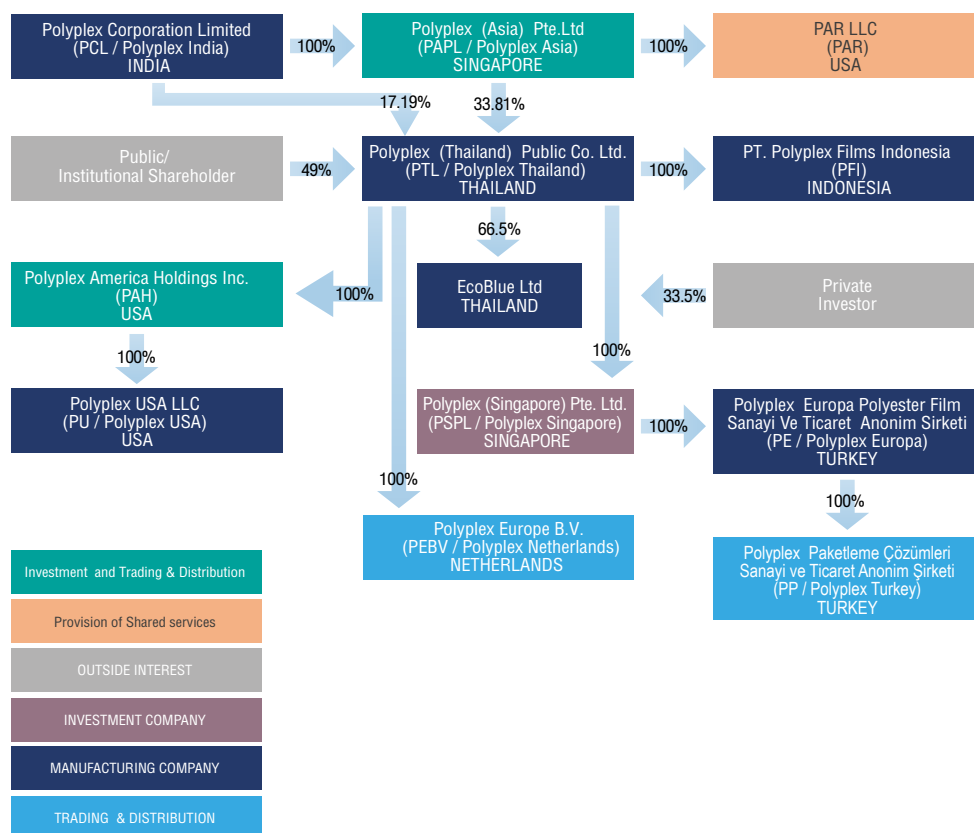 Polyplex Corporation Limited
(PCL / Polyplex India)
INDIA
100%
Polyplex (Asia) Pte.Ltd
(PAPL / Polyplex Asia)
SINGAPORE
100%
PAR LLC
(PAR)
USA
17.19%
33.81%
Public/
Institutional Shareholder
49%
Polyplex (Thailand) Public Co. Ltd.
(PTL / Polyplex Thailand)
THAILAND
100%
PT. Polyplex Films Indonesia
(PFI)
INDONESIA
66.5%
Polyplex America Holdings Inc.
(PAH)
USA
100%
EcoBlue Ltd
THAILAND
33.5%
Private
Investor
100%
100%
Polyplex USA LLC
(PU / Polyplex USA)
USA
Polyplex (Singapore) Pte. Ltd.
(PSPL / Polyplex Singapore)
SINGAPORE
100%
Polyplex Europa Polyester Film
Sanayi Ve Ticaret Anonim Sirketi
(PE / Polyplex Europa)
TURKEY
100%
100%
Polyplex Europe B.V.
(PEBV / Polyplex Netherlands)
NETHERLANDS
Polyplex Paketleme Çözümleri
Sanayi ve Ticaret Anonim Şirketi
(PP / Polyplex Turkey)
TURKEY
Investment and Trading & Distribution
Provision of Shared services
OUTSIDE INTEREST
INVESTMENT COMPANY
MANUFACTURING COMPANY
TRADING & DISTRIBUTION